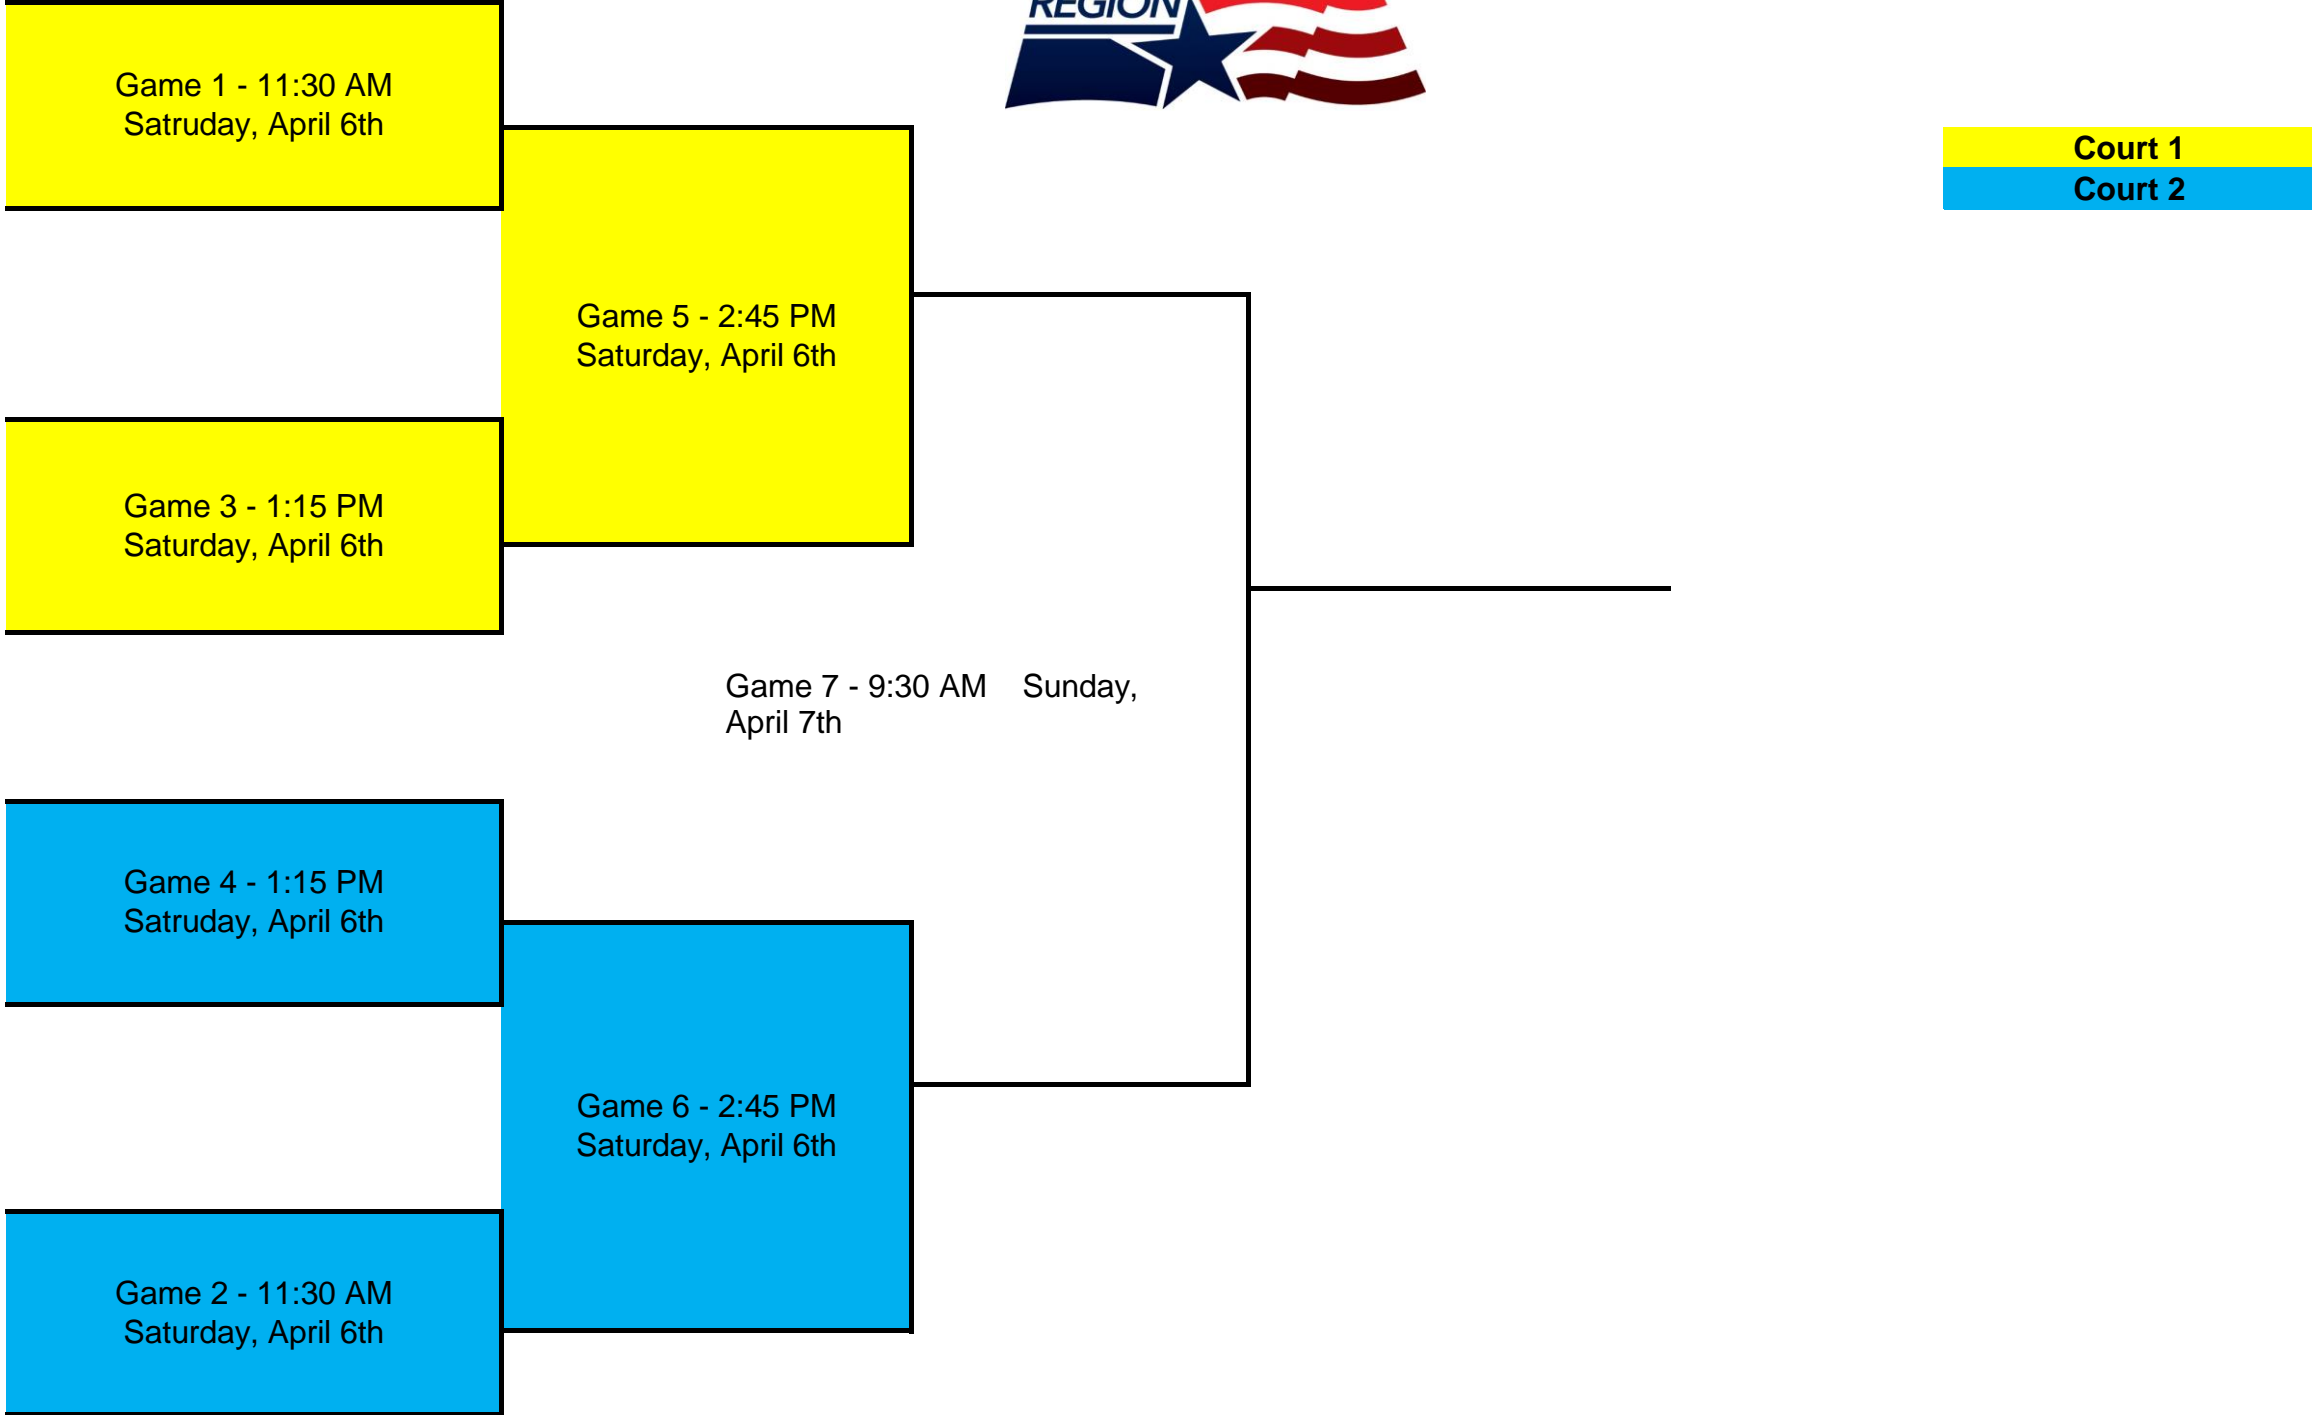 REGION
Game 1 - 11:30 AM
Satruday, April 6th
Court 1
Court 2
Game 5 - 2:45 PM
Saturday, April 6th
Game 3 - 1:15 PM
Saturday, April 6th
Game 7 - 9:30 AM Sunday,
April 7th
Game 4 - 1:15 PM
Satruday, April 6th
Game 6 - 2:45 PM
Saturday, April 6th
Game 2 - 11:30 AM
Saturday, April 6th